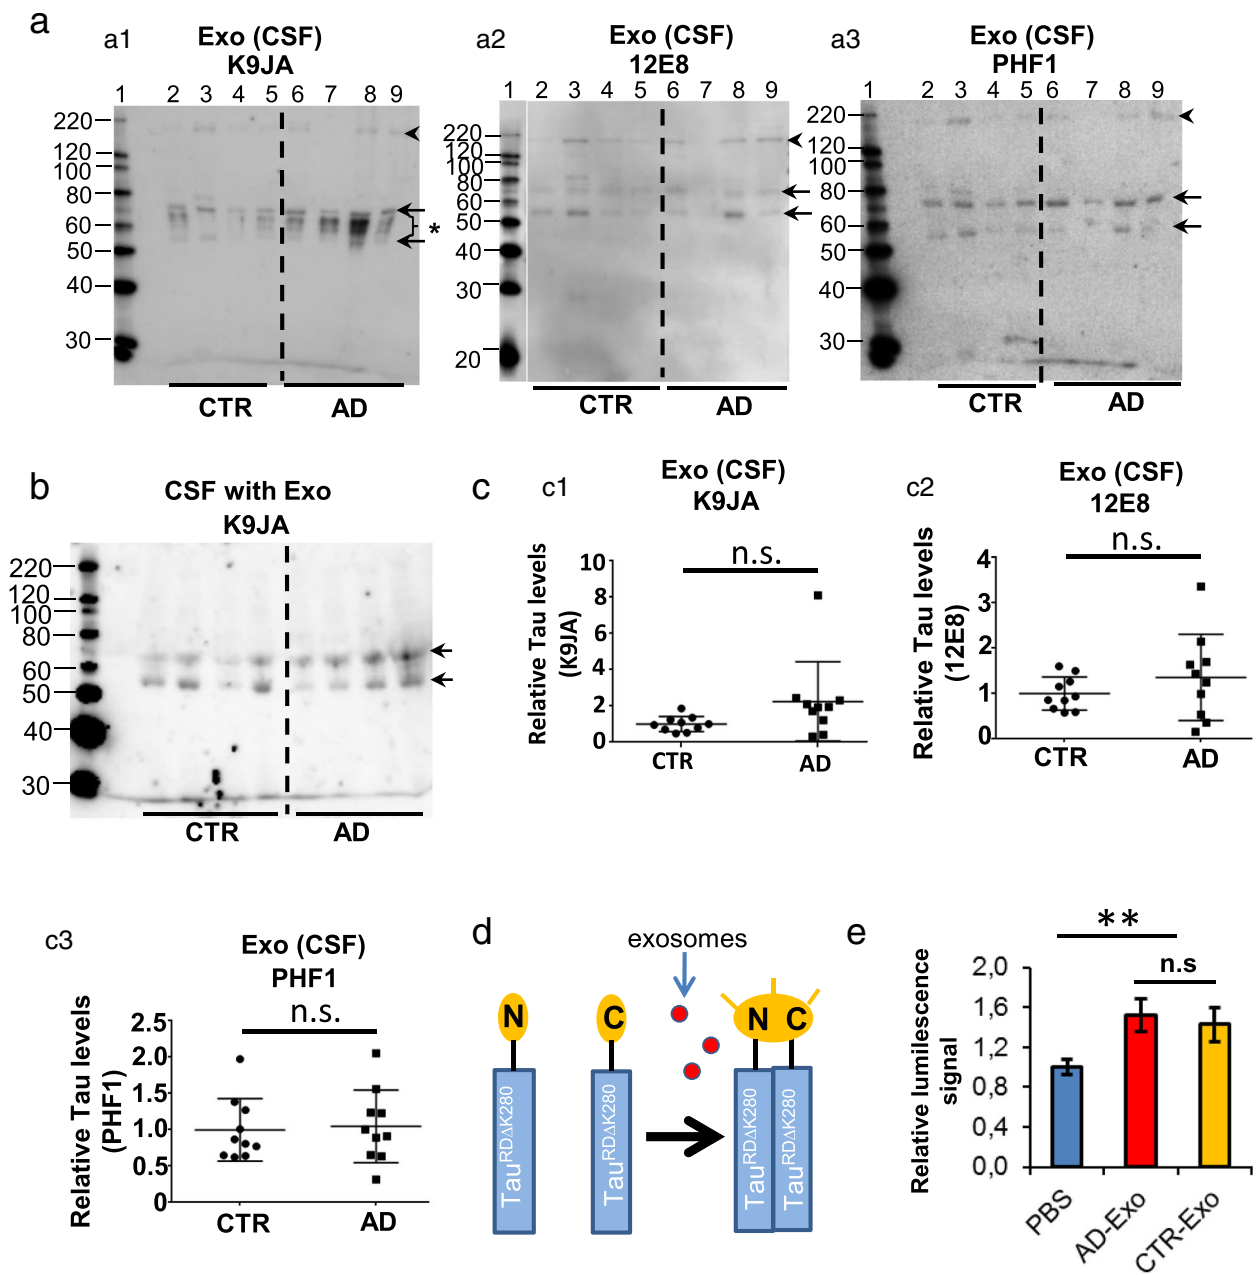 a
a1
Exo (CSF)
K9JA
1 2 3 4 5 6 7 8 9
220
120
100
80
60
50
40
30
*
CTR AD
a2
Exo (CSF)
12E8
1 2 3 4 5 6 7 8 9
220
120
100
80
60
50
40
30
20
CTR AD
a3
Exo (CSF)
PHF1
1 2 3 4 5 6 7 8 9
220
120
100
80
60
50
40
30
CTR AD
b
CSF with Exo
K9JA
220
120
100
80
60
50
40
30
CTR AD
c
c1
Exo (CSF)
K9JA
n.s.
Relative Tau levels
(K9JA)
10
8
6
4
2
0
CTR AD
c2
Exo (CSF)
12E8
n.s.
Relative Tau levels
(12E8)
4
3
2
1
0
CTR AD
c3
Exo (CSF)
PHF1
n.s.
Relative Tau levels
(PHF1)
2.5
2.0
1.5
1.0
0.5
0
CTR AD
d
exosomes
N C N C
TauRDΔK280
TauRDΔK280
TauRDΔK280
TauRDΔK280
e
**
n.s
Relative lumilescence
signal
2,0
1,6
1,2
0,8
0,4
0,0
PBS
AD-Exo
CTR-Exo